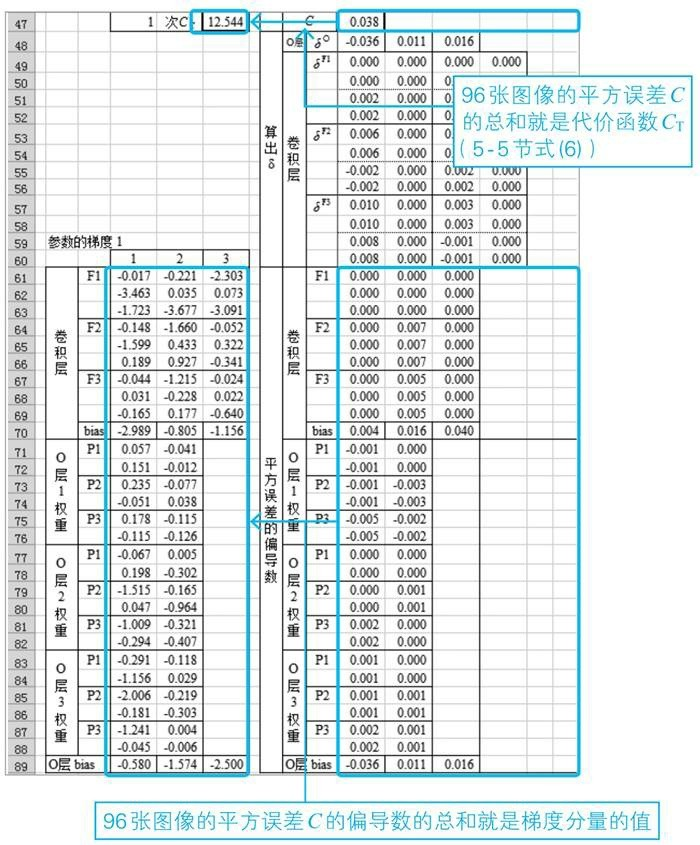 47 1 次C 12.544 C 0.038
48 O层 δO -0.036 0.011 0.016
49 δF1 0.000 0.000 0.000 0.000
50 0.000 0.000
51 0.002 0.000
52 0.002 0.000
53 δF2 0.006 0.000
54 0.006 0.000
55 -0.002 0.000 0.002 0.000
56 -0.002 0.000 0.002 0.000
57 δF3 0.010 0.000 0.003 0.000
58 0.010 0.000 0.003 0.000
59 参数的梯度 1 0.008 0.000 -0.001 0.000
60 1 2 3 0.008 0.000 -0.001 0.000
算出δ
卷积层
96张图像的平方误差C
的总和就是代价函数CT
(5-5节式(6))
61 F1 -0.017 -0.221 -2.303 F1 0.000 0.000 0.000
62 -3.463 0.035 0.073 0.000 0.000 0.000
63 -1.723 -3.677 -3.091 0.000 0.000 0.000
64 F2 -0.148 -1.660 -0.052 F2 0.000 0.007 0.000
65 -1.599 0.433 0.322 0.000 0.007 0.000
66 0.189 0.927 -0.341 0.000 0.007 0.000
67 F3 -0.044 -1.215 -0.024 F3 0.000 0.005 0.000
68 0.031 -0.228 0.022 0.000 0.005 0.000
69 -0.165 0.177 -0.640 0.000 0.005 0.000
70 bias -2.989 -0.805 -1.156 bias 0.004 0.016 0.040
卷积层
卷积层
平方误差的偏导数
71 P1 0.057 -0.041 P1 -0.001 0.000
72 0.151 -0.012 -0.001 0.000
73 P2 0.235 -0.077 P2 -0.001 -0.003
74 -0.051 0.038 -0.001 -0.003
75 P3 0.178 -0.115 P3 -0.005 -0.002
76 -0.115 -0.126 -0.005 -0.002
O层1权重
O层1权重
77 P1 -0.067 0.005 P1 0.000 0.000
78 0.198 -0.302 0.000 0.000
79 P2 -1.515 -0.165 P2 0.000 0.001
80 0.047 -0.964 0.000 0.001
81 P3 -1.009 -0.321 P3 0.002 0.000
82 -0.294 -0.407 0.002 0.000
O层2权重
O层2权重
83 P1 -0.291 -0.118 P1 0.001 0.000
84 -1.156 0.029 0.001 0.000
85 P2 -2.006 -0.219 P2 0.001 0.001
86 -0.181 -0.303 0.001 0.001
87 P3 -1.241 0.004 P3 0.002 0.001
88 -0.045 -0.006 0.002 0.001
O层3权重
O层3权重
89 O层 bias -0.580 -1.574 -2.500 O层 bias -0.036 0.011 0.016
96张图像的平方误差C的偏导数的总和就是梯度分量的值